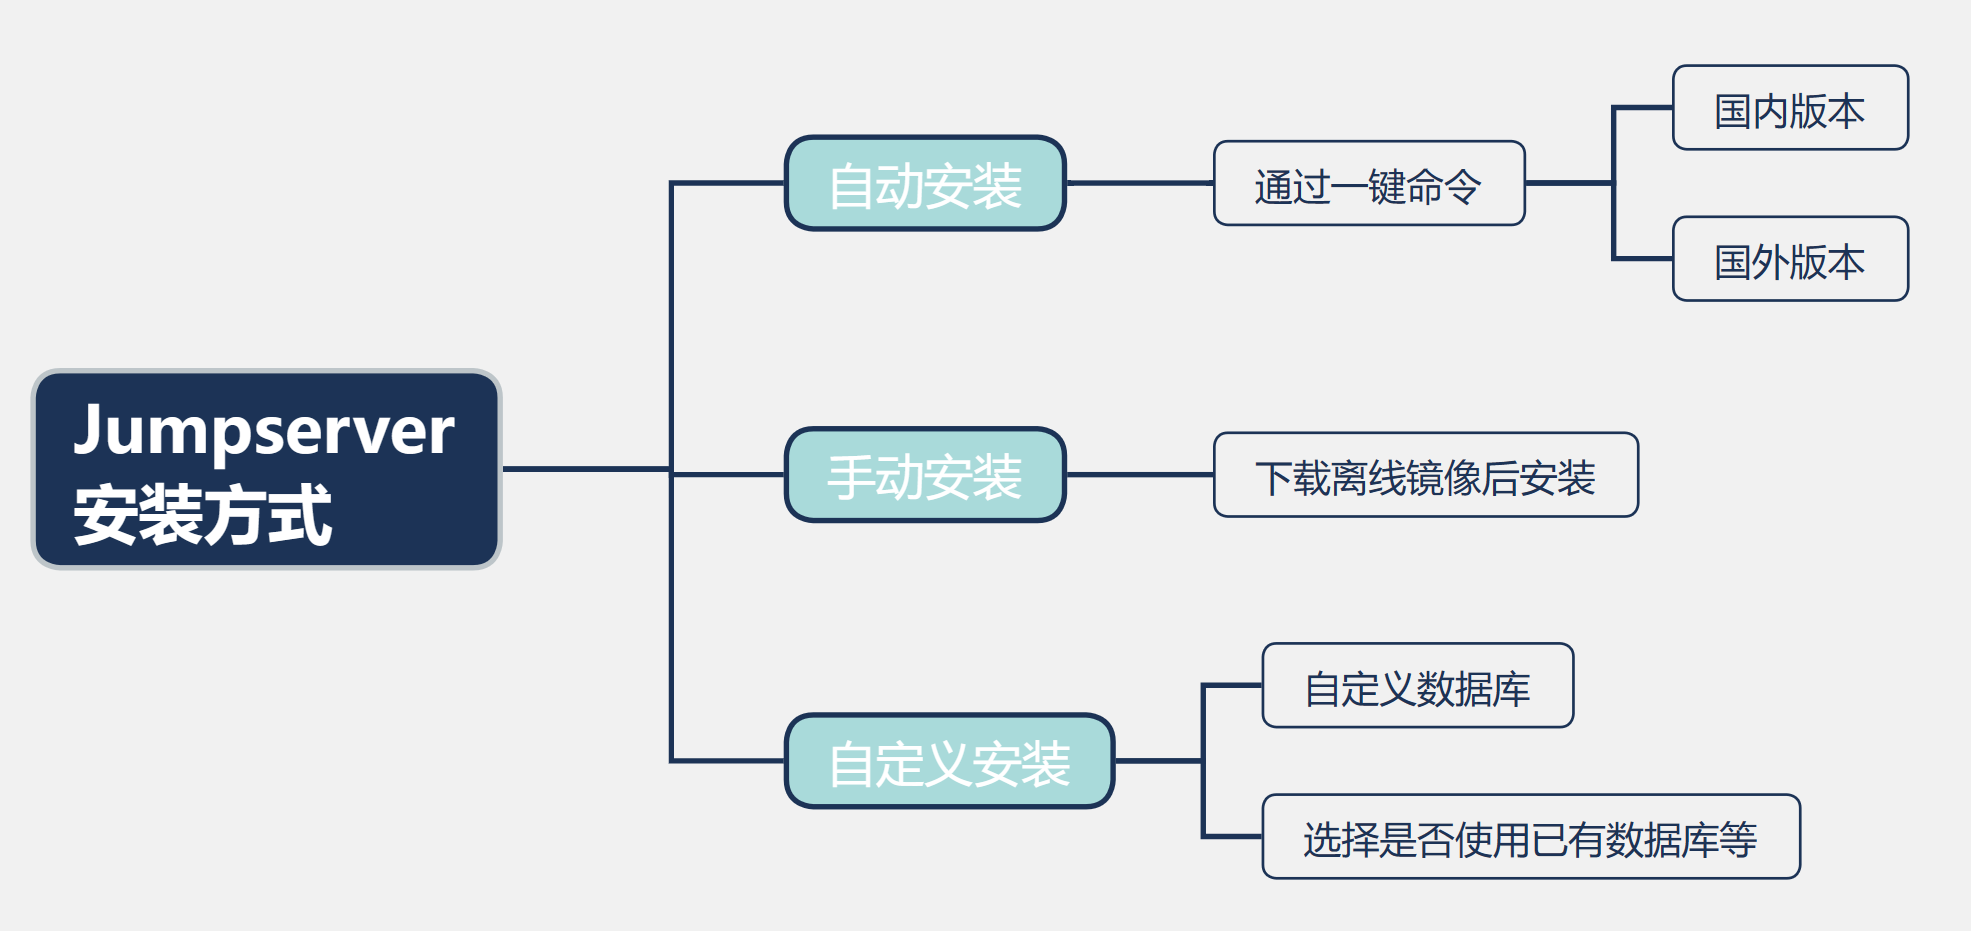 Jumpserver
安装方式
自动安装
通过一键命令
国内版本
国外版本
手动安装
下载离线镜像后安装
自定义安装
自定义数据库
选择是否使用已有数据库等